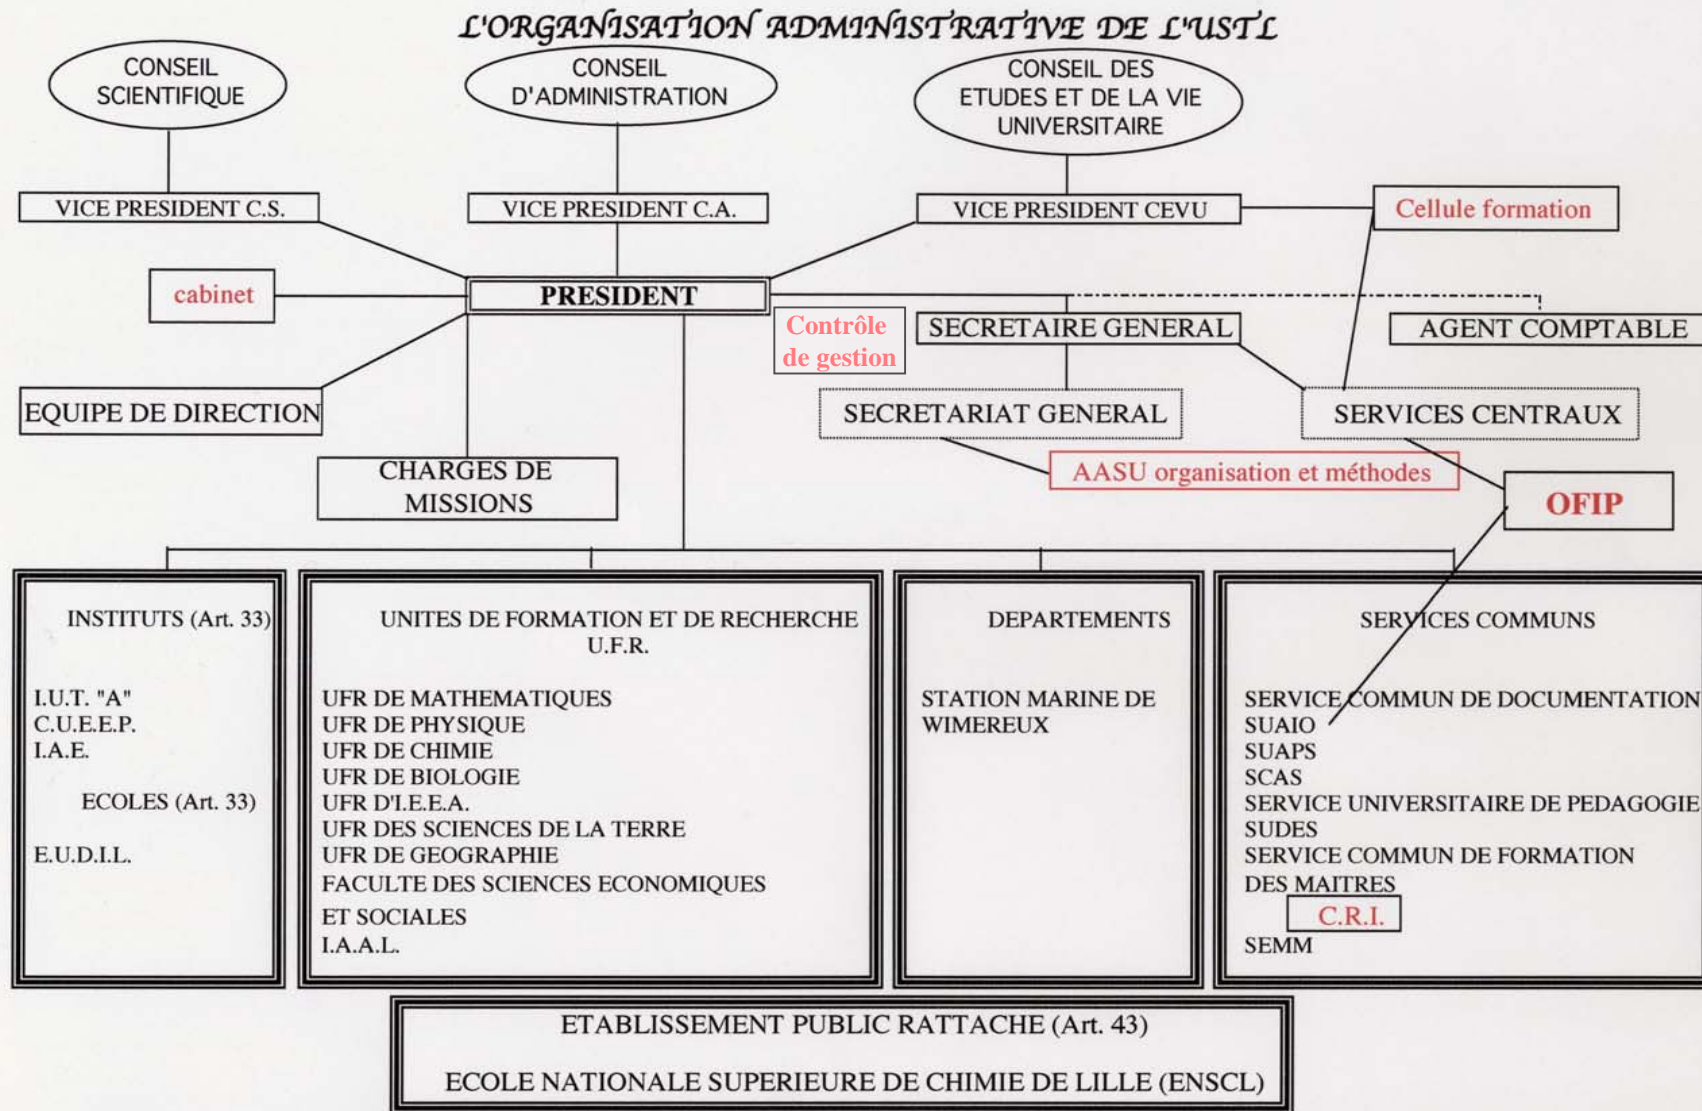 L'ORGANISATION ADMINISTRATIVE DE L'USTL
CONSEIL
SCIENTIFIQUE
CONSEIL
D'ADMINISTRATION
CONSEIL DES
ETUDES ET DE LA VIE
UNIVERSITAIRE
VICE PRESIDENT C.S.
VICE PRESIDENT C.A.
VICE PRESIDENT CEVU
Cellule formation
cabinet
PRESIDENT
Contrôle
de gestion
SECRETAIRE GENERAL
AGENT COMPTABLE
EQUIPE DE DIRECTION
SECRETARIAT GENERAL
SERVICES CENTRAUX
CHARGES DE
MISSIONS
AASU organisation et méthodes
OFIP
INSTITUTS (Art. 33)
I.U.T. "A"
C.U.E.E.P.
I.A.E.
ECOLES (Art. 33)
E.U.D.I.L.
UNITES DE FORMATION ET DE RECHERCHE
U.F.R.
UFR DE MATHEMATIQUES
UFR DE PHYSIQUE
UFR DE CHIMIE
UFR DE BIOLOGIE
UFR D'I.E.E.A.
UFR DES SCIENCES DE LA TERRE
UFR DE GEOGRAPHIE
FACULTE DES SCIENCES ECONOMIQUES
ET SOCIALES
I.A.A.L.
DEPARTEMENTS
STATION MARINE DE
WIMEREUX
SERVICES COMMUNS
SERVICE COMMUN DE DOCUMENTATION
SUAIO
SUAPS
SCAS
SERVICE UNIVERSITAIRE DE PEDAGOGIE
SUDES
SERVICE COMMUN DE FORMATION
DES MAITRES
C.R.I.
SEMM
ETABLISSEMENT PUBLIC RATTACHE (Art. 43)
ECOLE NATIONALE SUPERIEURE DE CHIMIE DE LILLE (ENSCL)